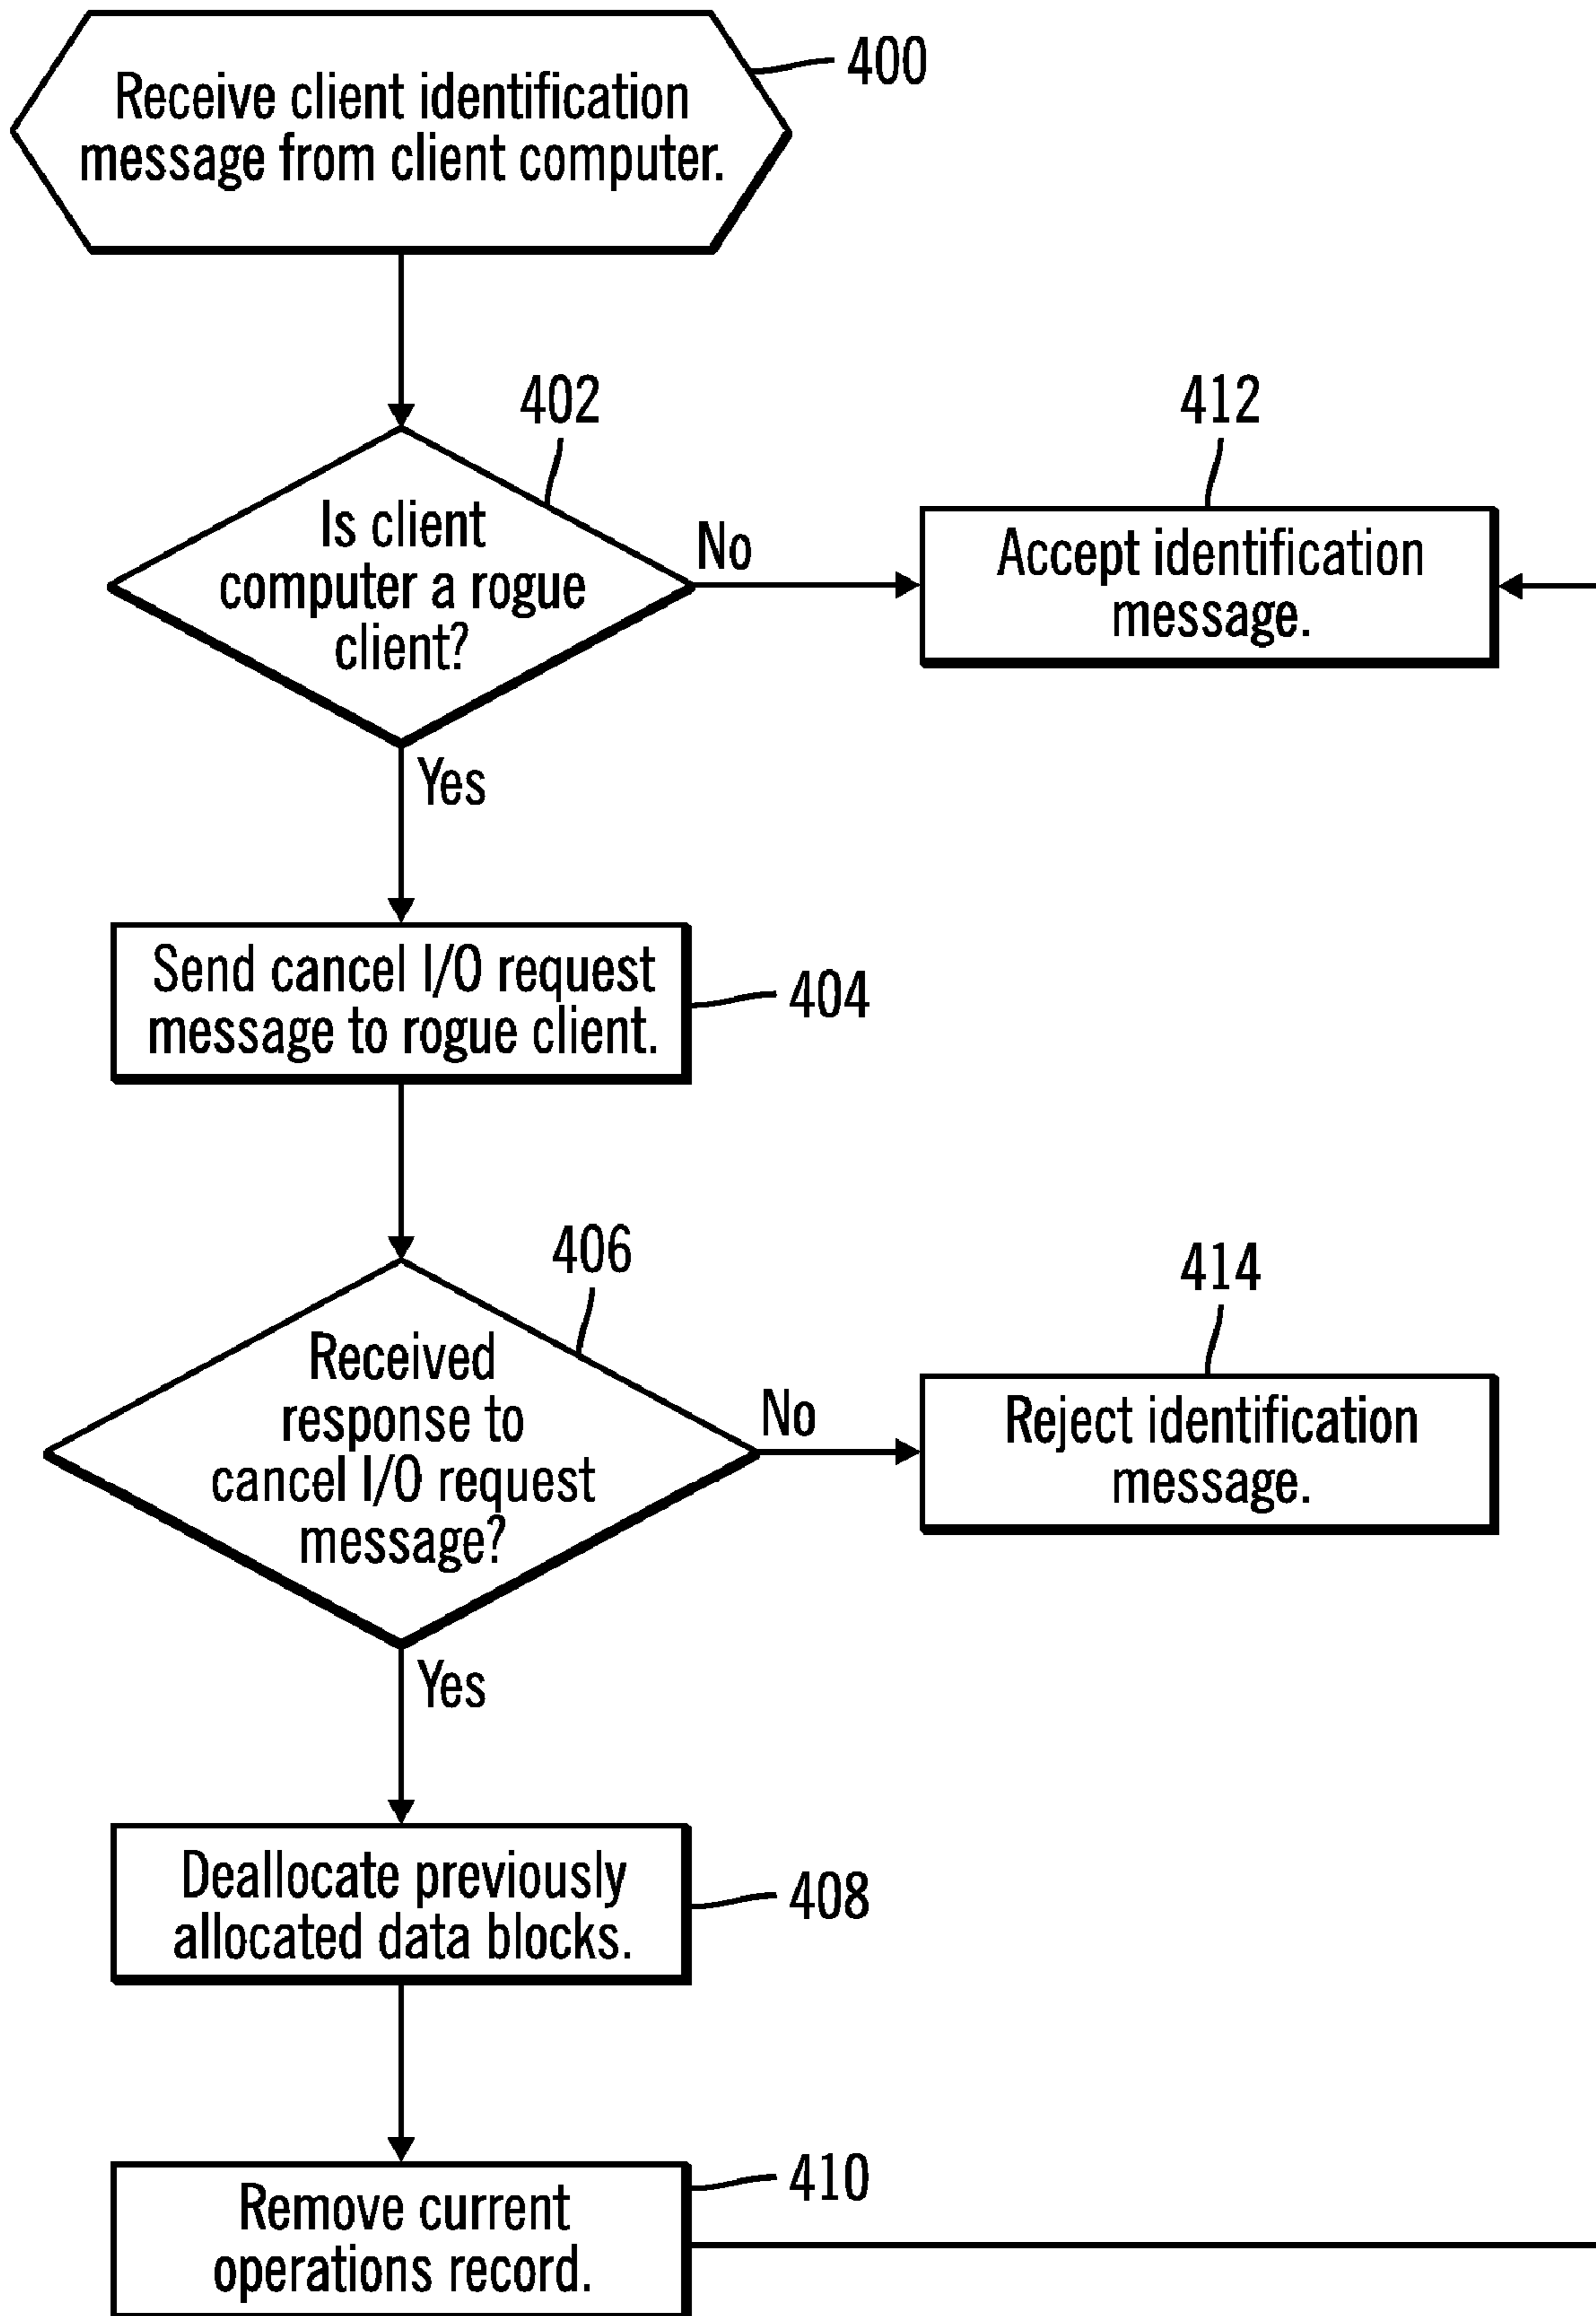 400
Receive client identification
message from client computer.
402
Is client
computer a rogue
client?
No
412
Accept identification
message.
Yes
Send cancel I/O request
message to rogue client.
404
406
Received
response to
cancel I/O request
message?
No
414
Reject identification
message.
Yes
Deallocate previously
allocated data blocks.
408
410
Remove current
operations record.